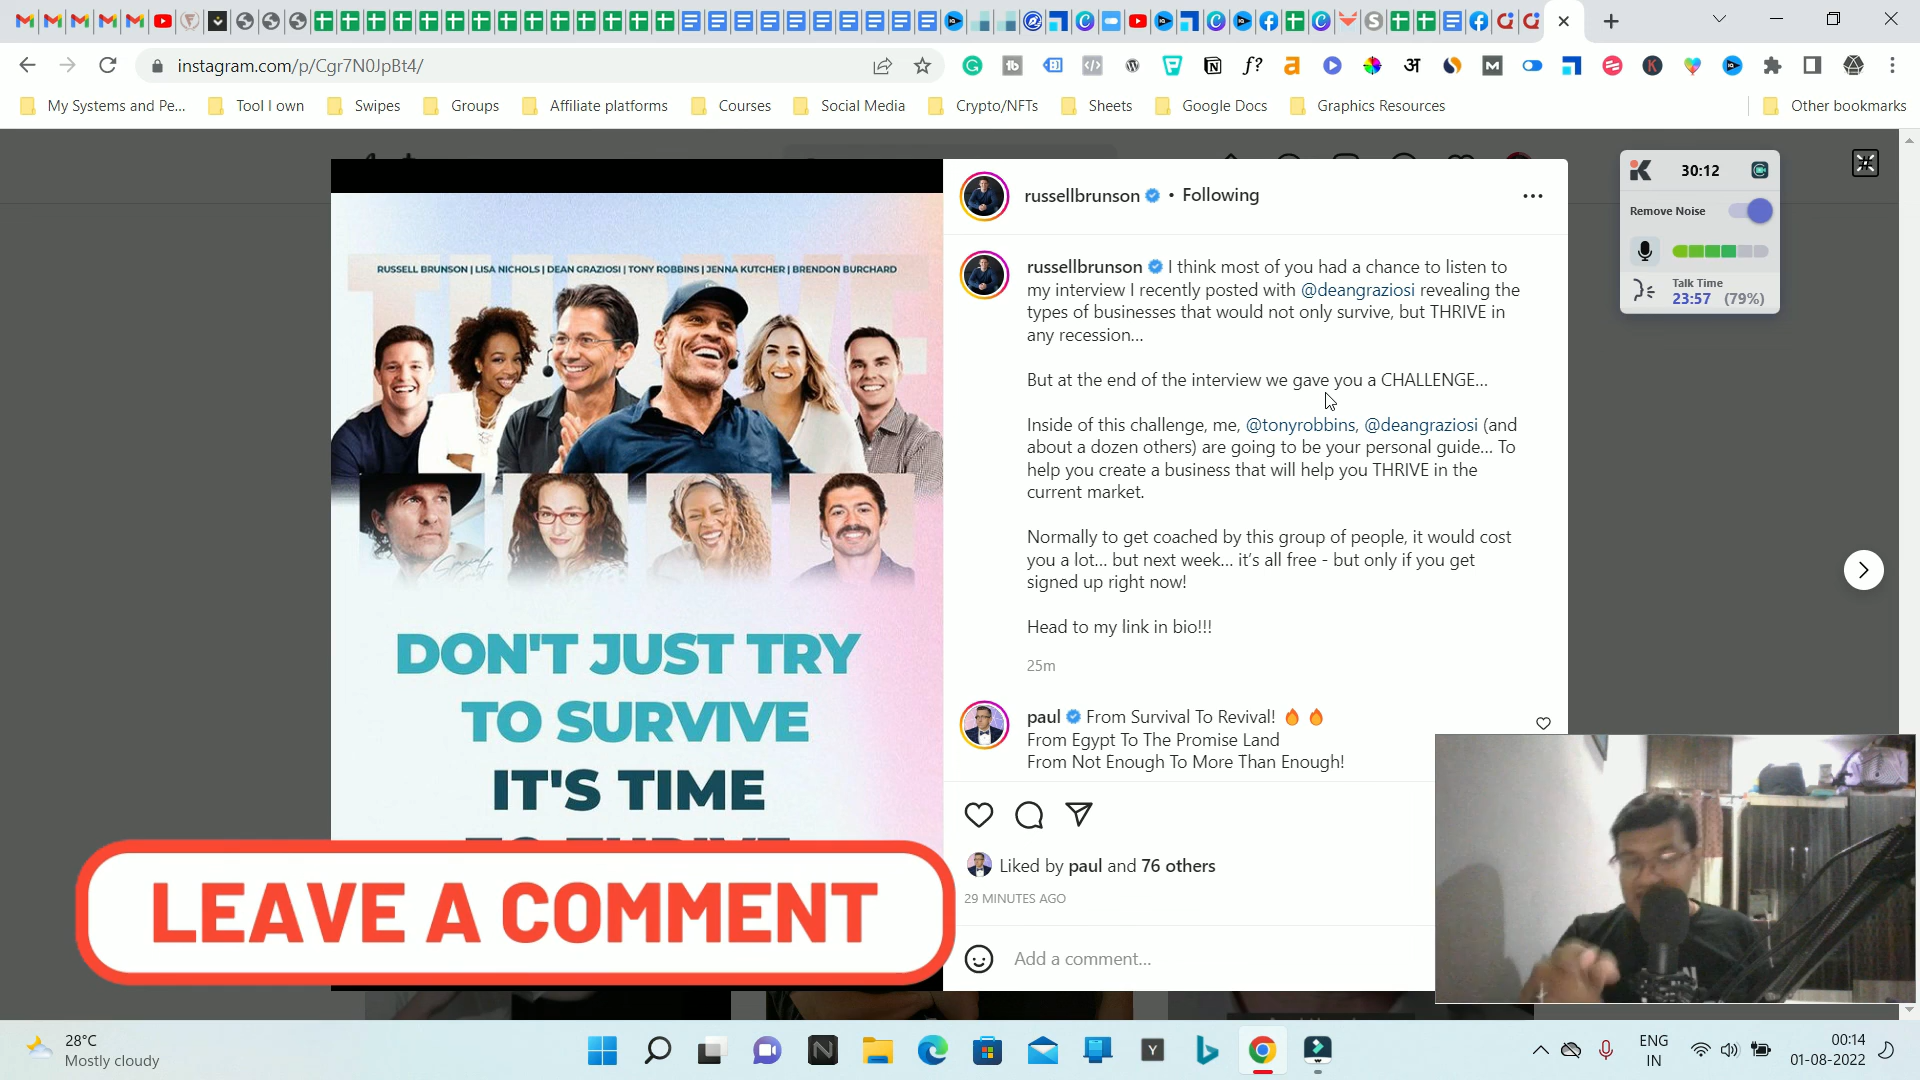 instagram.com/p/Cgr7N0JpBt4/
My Systems and Pe...
Tool I own
Swipes
Groups
Affiliate platforms
Courses
Social Media
Crypto/NFTs
Sheets
Google Docs
Graphics Resources
Other bookmarks
30:12
Remove Noise
Talk Time
23:57 (79%)
russellbrunson • Following
RUSSELL BRUNSON | LISA NICHOLS | DEAN GRAZIOSI | TONY ROBBINS | JENNA KUTCHER | BRENDON BURCHARD
THRIVE
DON'T JUST TRY
TO SURVIVE
IT'S TIME
TO THRIVE
russellbrunson I think most of you had a chance to listen to
my interview I recently posted with @deangraziosi revealing the
types of businesses that would not only survive, but THRIVE in
any recession...
But at the end of the interview we gave you a CHALLENGE...
Inside of this challenge, me, @tonyrobbins, @deangraziosi (and
about a dozen others) are going to be your personal guide... To
help you create a business that will help you THRIVE in the
current market.
Normally to get coached by this group of people, it would cost
you a lot... but next week... it's all free - but only if you get
signed up right now!
Head to my link in bio!!!
25m
paul From Survival To Revival! 🔥 🔥
From Egypt To The Promise Land
From Not Enough To More Than Enough!
Liked by paul and 76 others
29 MINUTES AGO
Add a comment...
LEAVE A COMMENT
28°C
Mostly cloudy
ENG
IN
00:14
01-08-2022